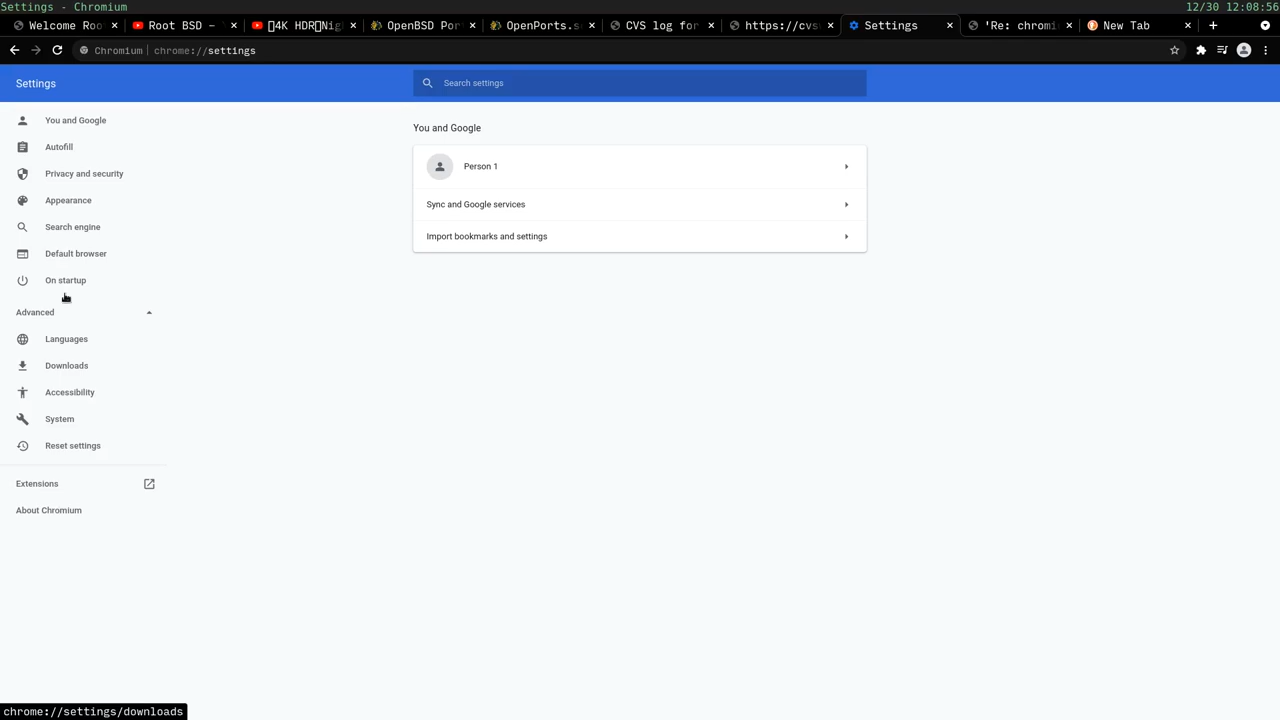 Settings - Chromium 12/30 12:08:56
Welcome Roo
Root BSD -
4K HDR Nig
OpenBSD Por
OpenPorts.s
CVS log for
https://cvs
Settings
'Re: chromi
New Tab
Chromium chrome://settings
Settings
Search settings
You and Google
Autofill
Privacy and security
Appearance
Search engine
Default browser
On startup
Advanced
Languages
Downloads
Accessibility
System
Reset settings
Extensions
About Chromium
You and Google
Person 1
Sync and Google services
Import bookmarks and settings
chrome://settings/downloads